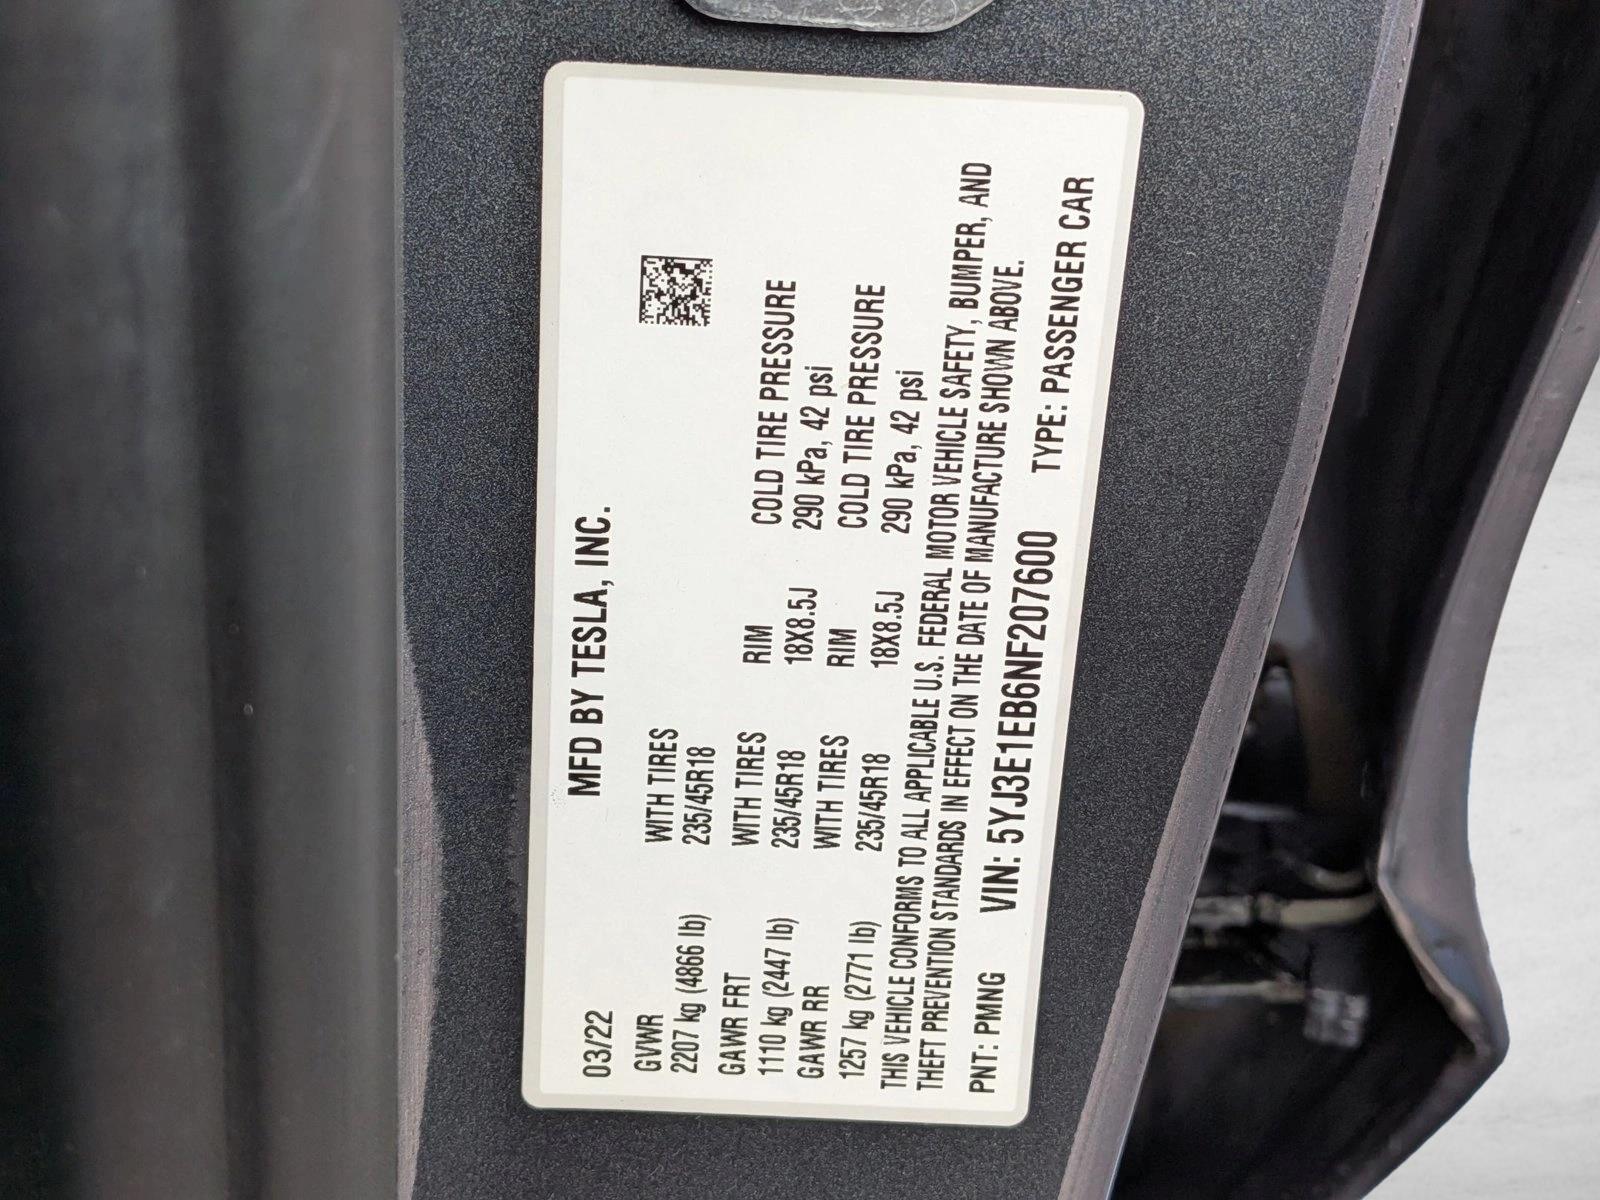 MFD BY TESLA, INC.
03/22
GVWR WITH TIRES
2207 kg (4866 lb) 235/45R18
GAWR FRT WITH TIRES RIM COLD TIRE PRESSURE
1110 kg (2447 lb) 235/45R18 18X8.5J 290 kPa, 42 psi
GAWR RR WITH TIRES RIM COLD TIRE PRESSURE
1257 kg (2771 lb) 235/45R18 18X8.5J 290 kPa, 42 psi
THIS VEHICLE CONFORMS TO ALL APPLICABLE U.S. FEDERAL MOTOR VEHICLE SAFETY, BUMPER, AND
THEFT PREVENTION STANDARDS IN EFFECT ON THE DATE OF MANUFACTURE SHOWN ABOVE.
PNT: PMNG VIN: 5YJ3E1EB6NF207600 TYPE: PASSENGER CAR